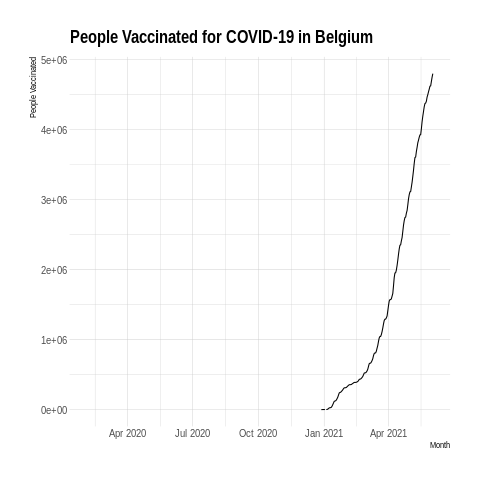 People Vaccinated for COVID-19 in Belgium
People Vaccinated
5e+06
4e+06
3e+06
2e+06
1e+06
0e+00
Apr 2020 Jul 2020 Oct 2020 Jan 2021 Apr 2021
Month